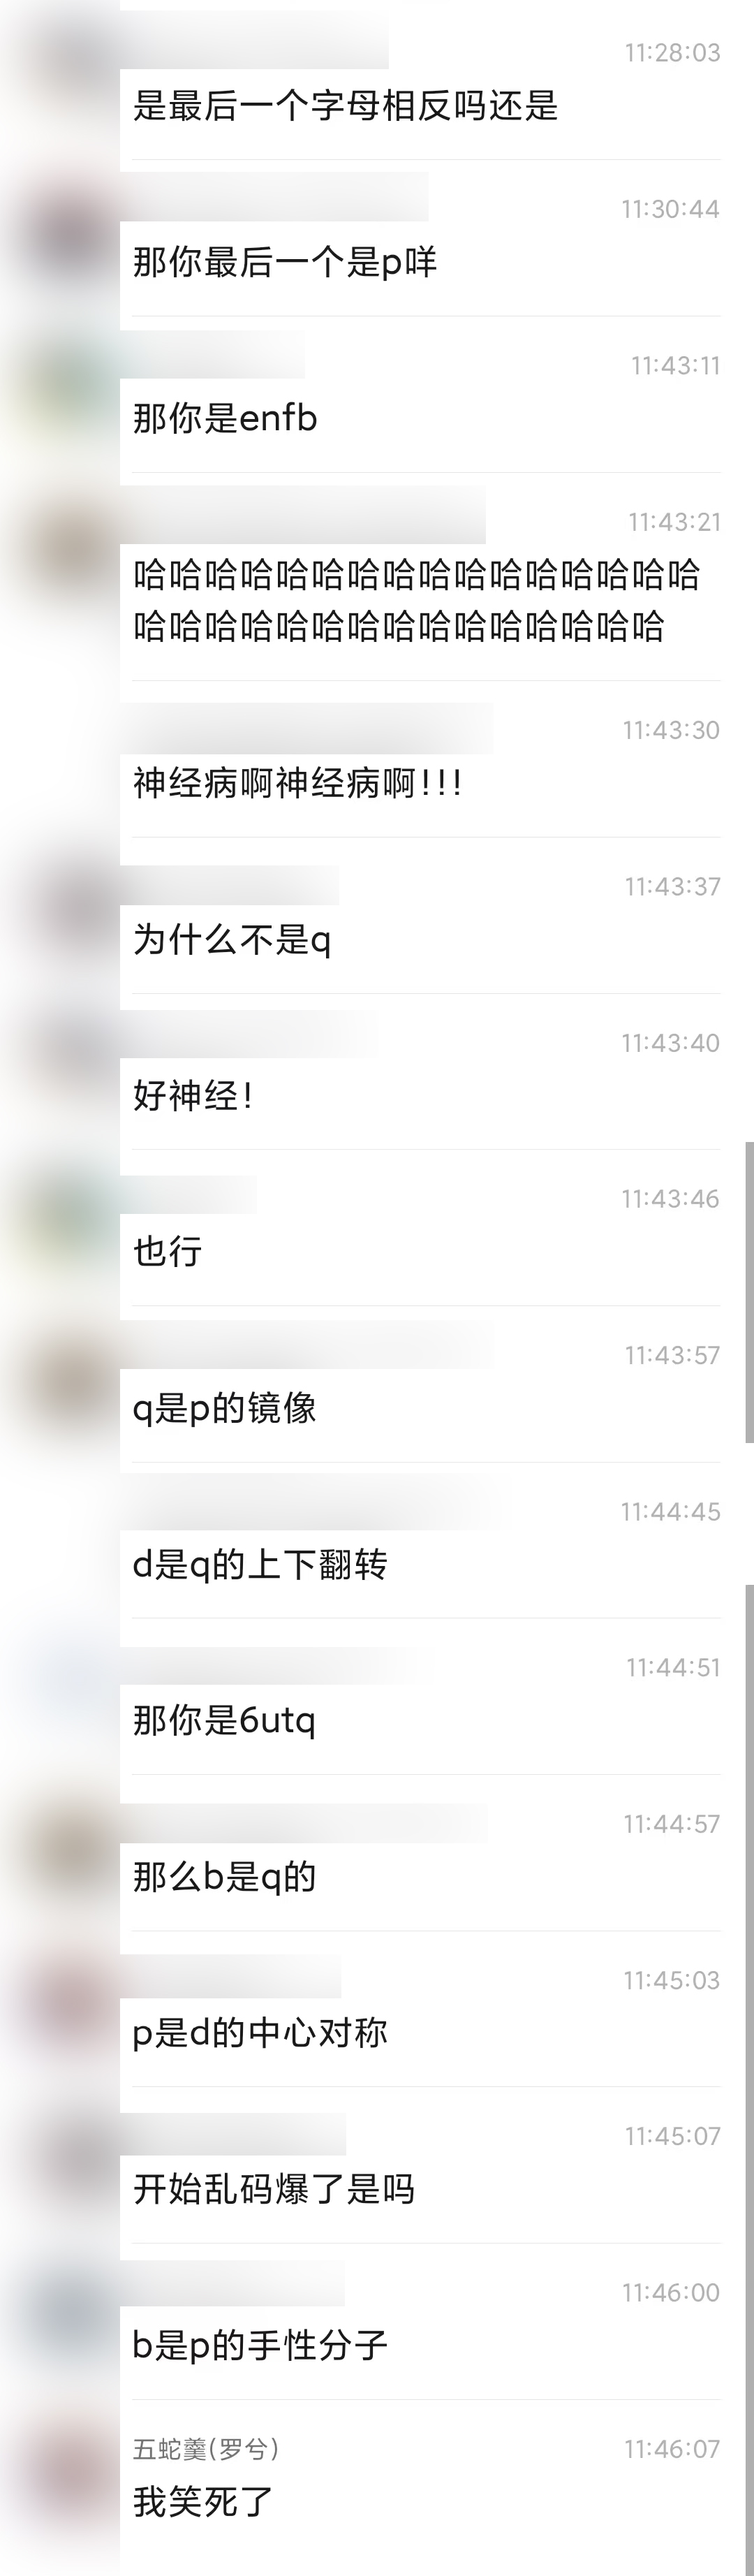 11:28:03
是最后一个字母相反吗还是
11:30:44
那你最后一个是p咩
11:43:11
那你是enfb
11:43:21
哈哈哈哈哈哈哈哈哈哈哈哈哈哈哈哈
哈哈哈哈哈哈哈哈哈哈哈哈哈哈哈
11:43:30
神经病啊神经病啊!!!
11:43:37
为什么不是q
11:43:40
好神经!
11:43:46
也行
11:43:57
q是p的镜像
11:44:45
d是q的上下翻转
11:44:51
那你是6utq
11:44:57
那么b是q的
11:45:03
p是d的中心对称
11:45:07
开始乱码爆了是吗
11:46:00
b是p的手性分子
五蛇羹(罗兮)
11:46:07
我笑死了